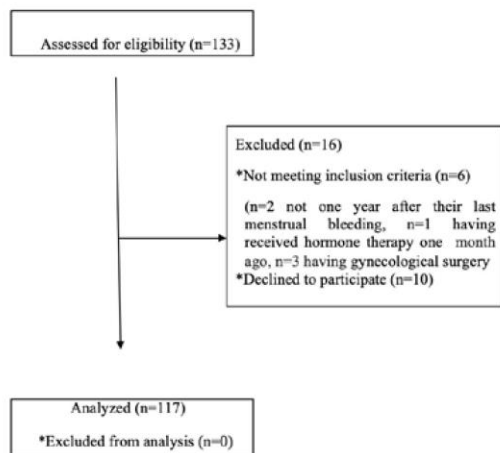 Assessed for eligibility (n=133)
Excluded (n=16)
*Not meeting inclusion criteria (n=6)
(n=2 not one year after their last
menstrual bleeding, n=1 having
received hormone therapy one month
ago, n=3 having gynecological surgery
*Declined to participate (n=10)
Analyzed (n=117)
*Excluded from analysis (n=0)